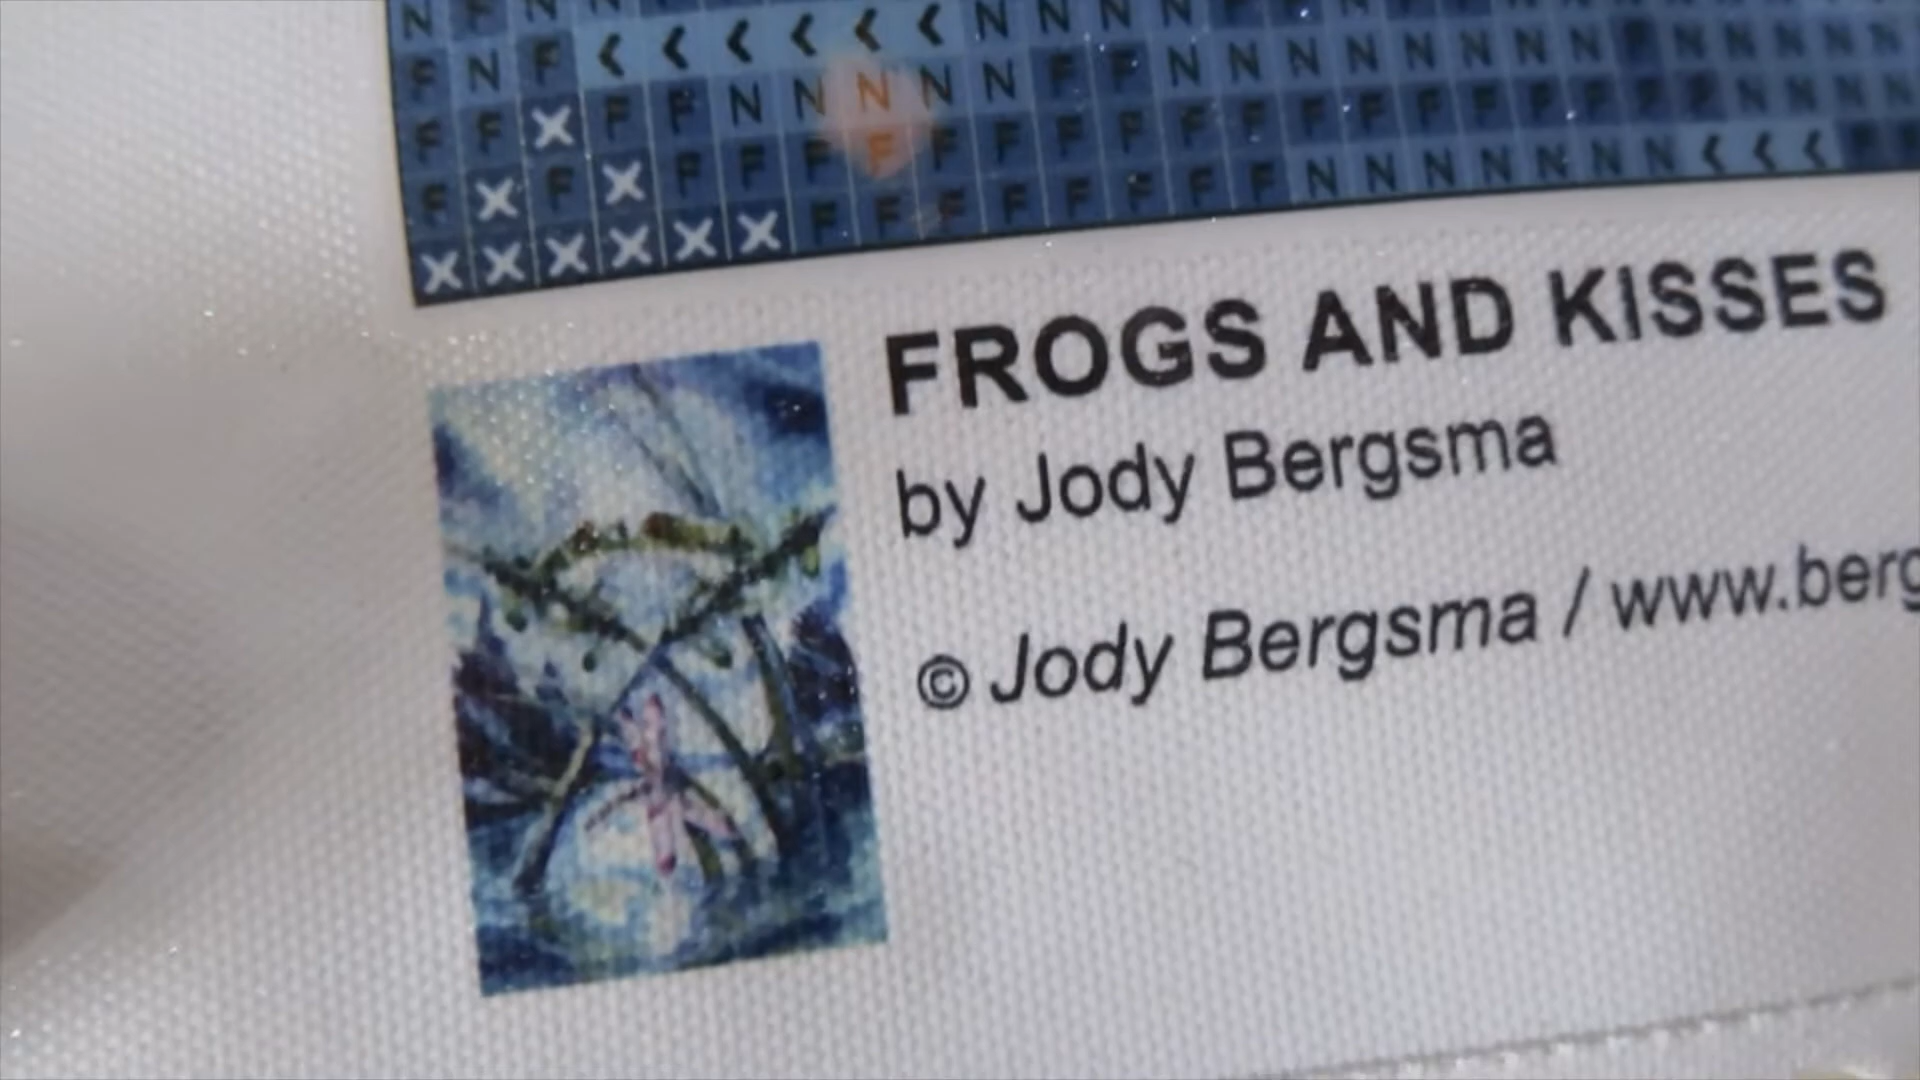 N F N N F
F N F < < < < < < N N N N
F F X F F N N N N N F F N N N N N N N N F N N N N
F X F X F F F F F F F F F F F F F F F F F N N N
X X X X X X F F F F F F F F N N N N N N N < < <
FROGS AND KISSES
by Jody Bergsma
© Jody Bergsma / www.berg